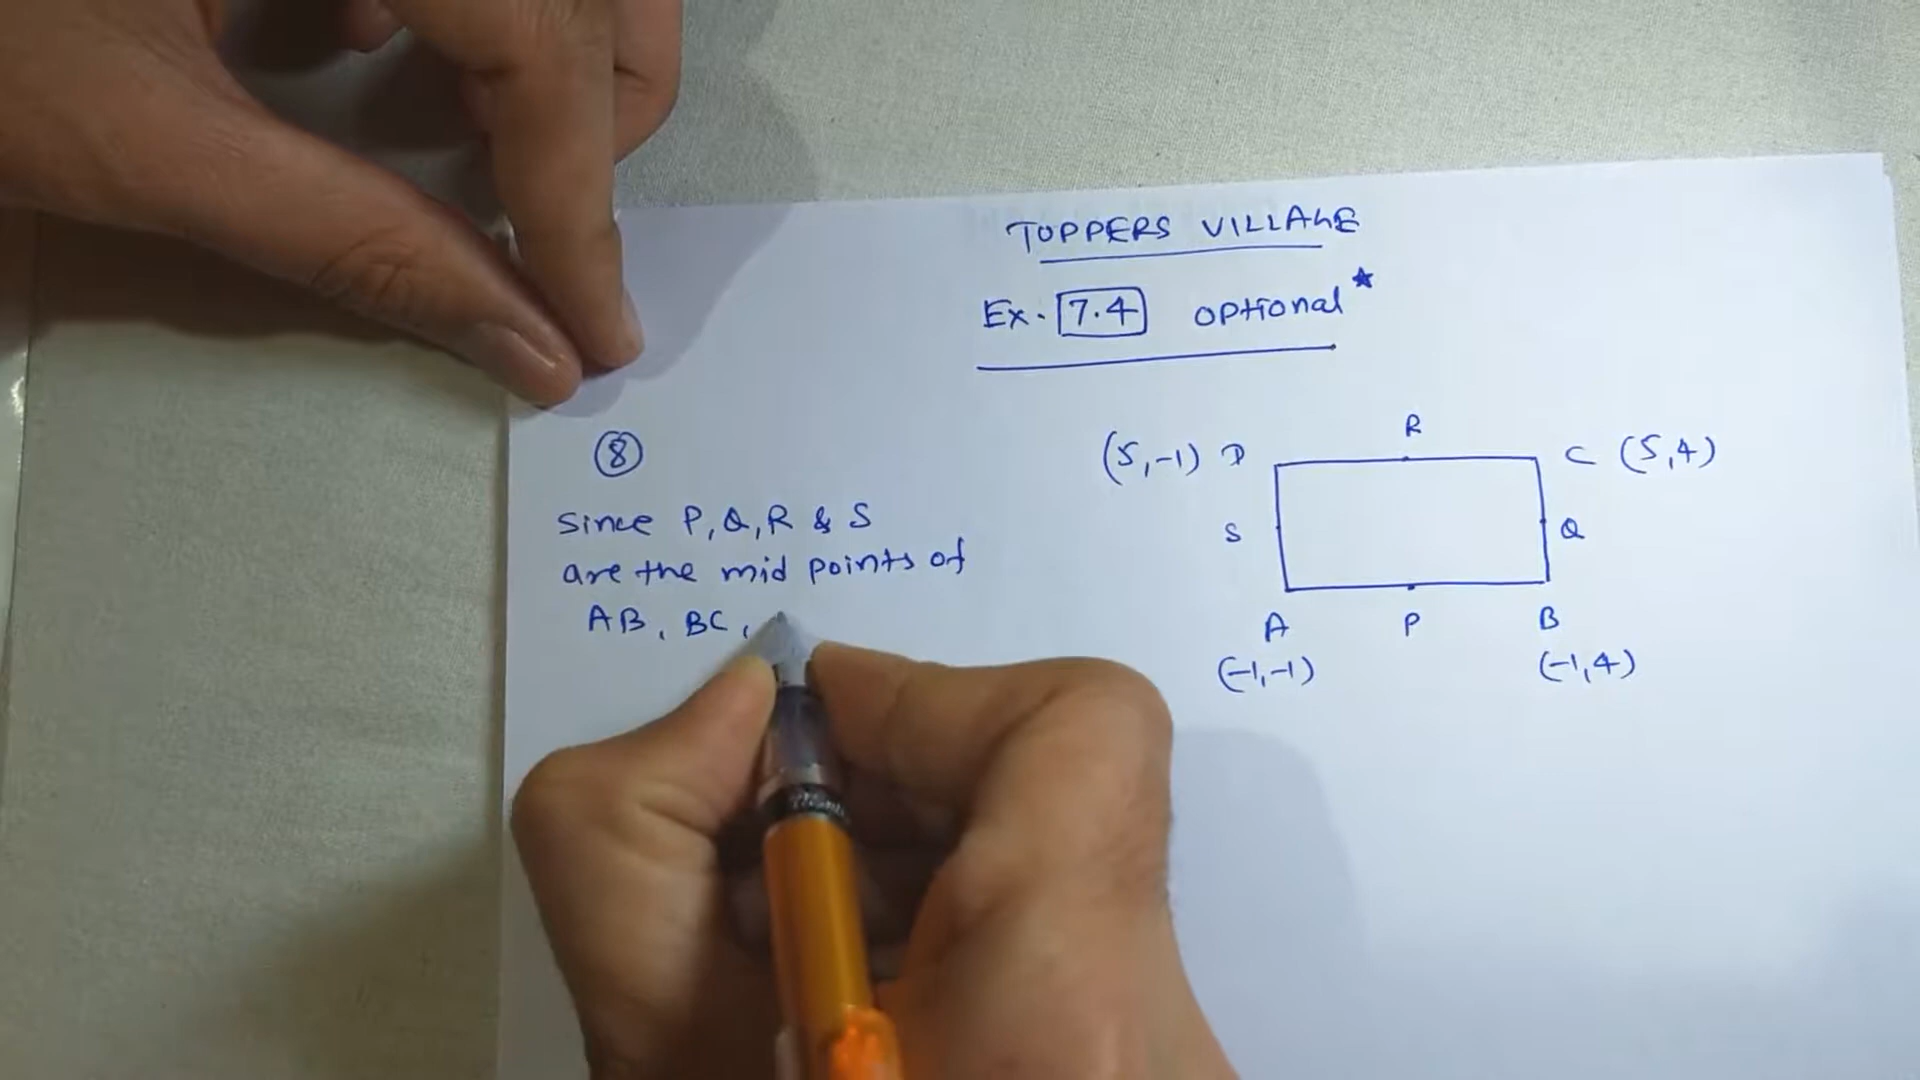 TOPPERS VILLAGE
Ex. 7.4 optional*
8
Since P, Q, R & S
are the mid points of
AB, BC,
R
(5,-1) D
C (5,4)
S
Q
A
P
B
(-1,-1)
(-1,4)